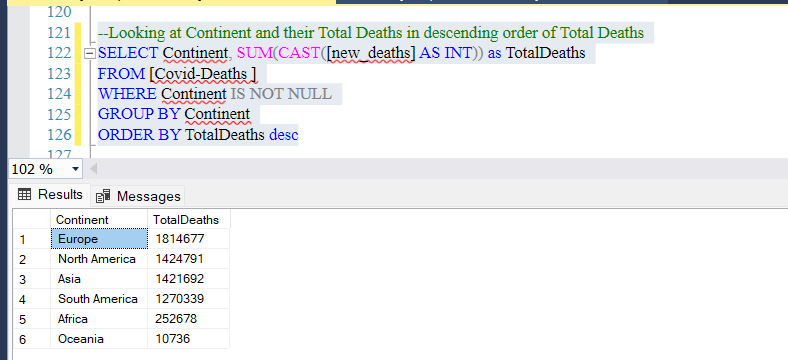 120
121 --Looking at Continent and their Total Deaths in descending order of Total Deaths
122 SELECT Continent, SUM(CAST([new_deaths] AS INT)) as TotalDeaths
123 FROM [Covid-Deaths ]
124 WHERE Continent IS NOT NULL
125 GROUP BY Continent
126 ORDER BY TotalDeaths desc
127
102 %
Results Messages
Continent TotalDeaths
1 Europe 1814677
2 North America 1424791
3 Asia 1421692
4 South America 1270339
5 Africa 252678
6 Oceania 10736